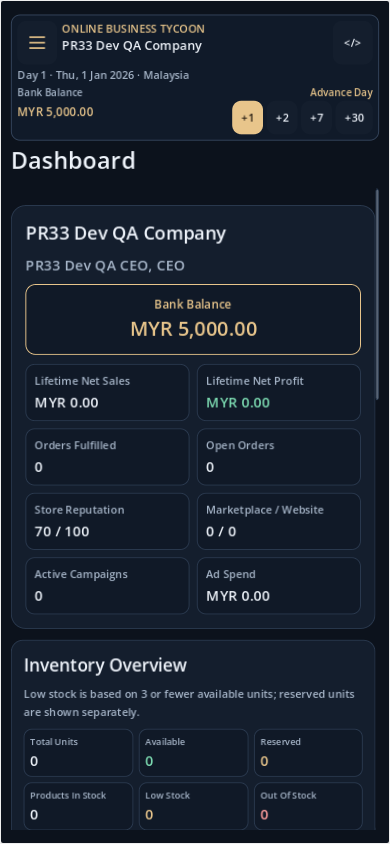 ONLINE BUSINESS TYCOON
PR33 Dev QA Company
</>
Day 1 · Thu, 1 Jan 2026 · Malaysia
Bank Balance
Advance Day
MYR 5,000.00
+1 +2 +7 +30
Dashboard
PR33 Dev QA Company
PR33 Dev QA CEO, CEO
Bank Balance
MYR 5,000.00
Lifetime Net Sales
MYR 0.00
Lifetime Net Profit
MYR 0.00
Orders Fulfilled
0
Open Orders
0
Store Reputation
70 / 100
Marketplace / Website
0 / 0
Active Campaigns
0
Ad Spend
MYR 0.00
Inventory Overview
Low stock is based on 3 or fewer available units; reserved units
are shown separately.
Total Units
0
Available
0
Reserved
0
Products In Stock
0
Low Stock
0
Out Of Stock
0